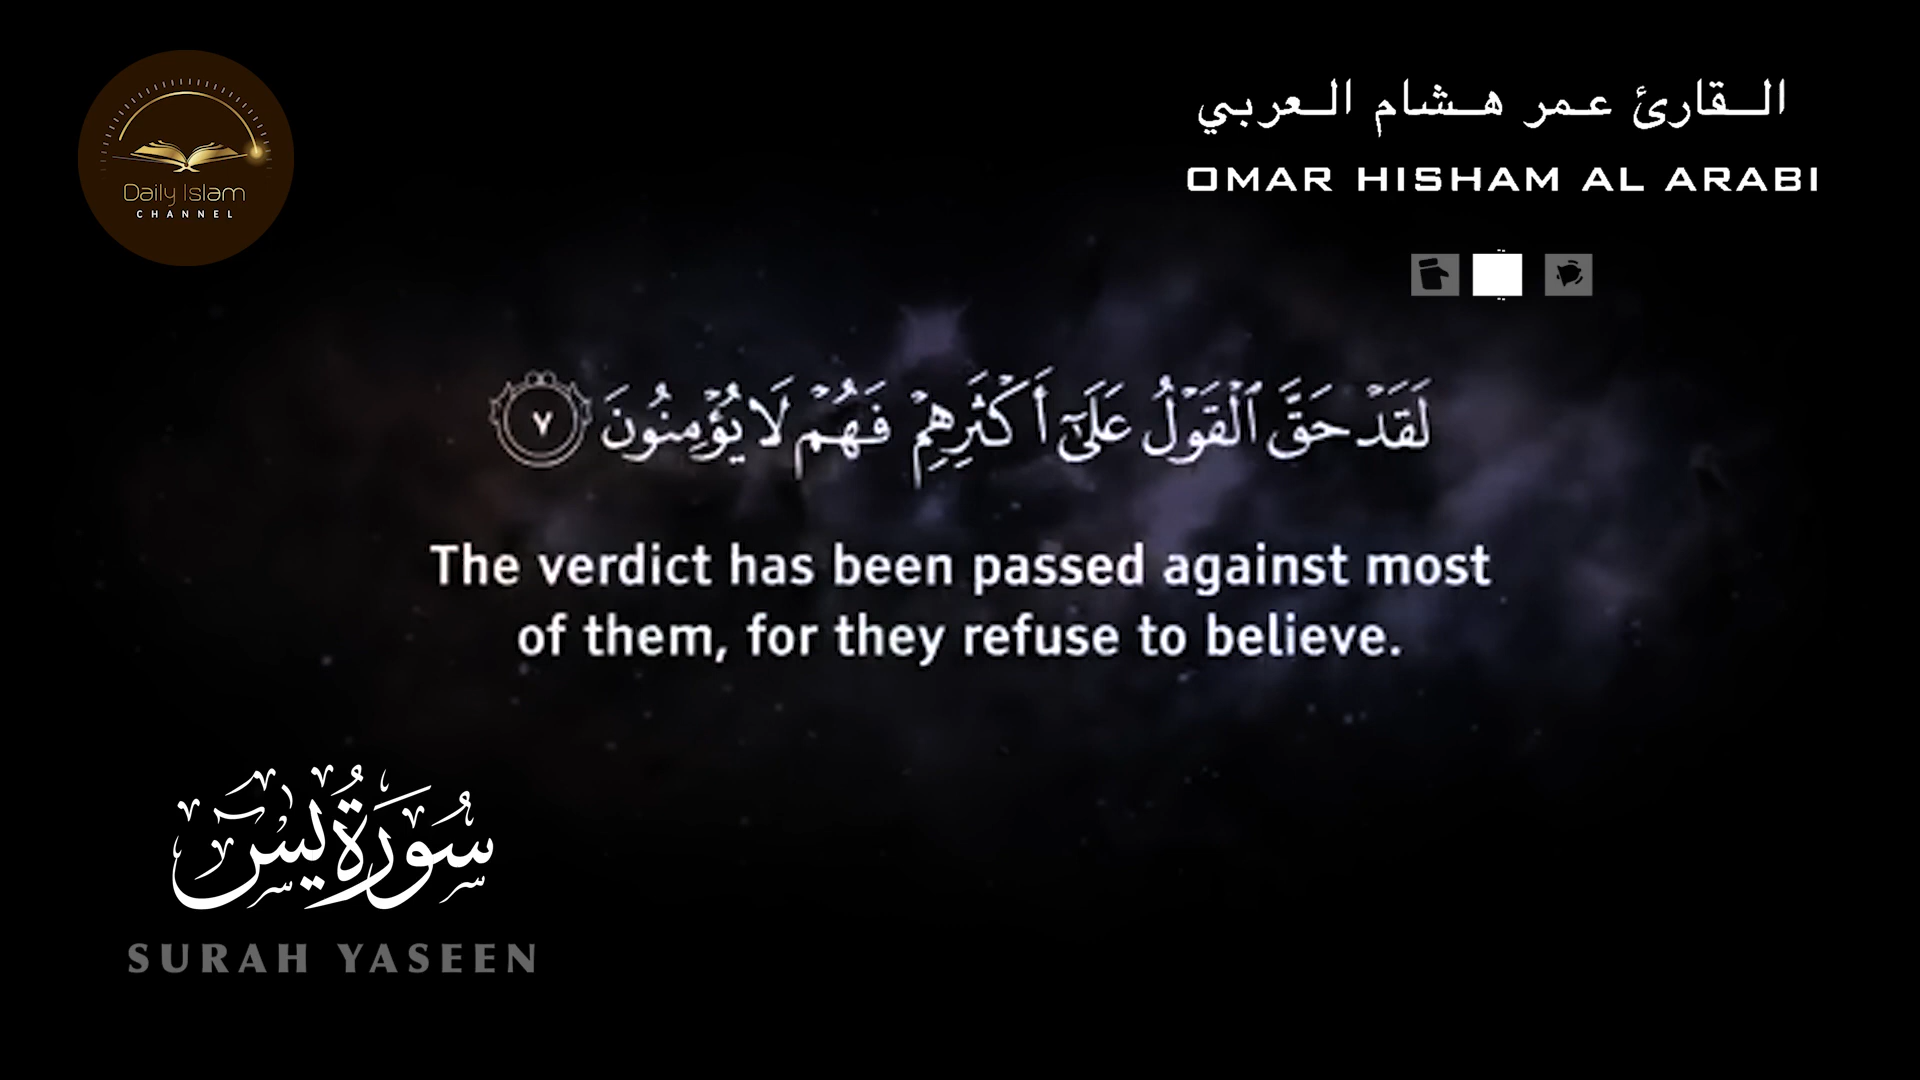 Daily Islam
CHANNEL
القارئ عمر هشام العربي
OMAR HISHAM AL ARABI
لَقَدۡ حَقَّ ٱلۡقَوۡلُ عَلَىٰٓ أَكۡثَرِهِمۡ فَهُمۡ لَا يُؤۡمِنُونَ ٧
The verdict has been passed against most
of them, for they refuse to believe.
سُورَةُ يسٓ
SURAH YASEEN